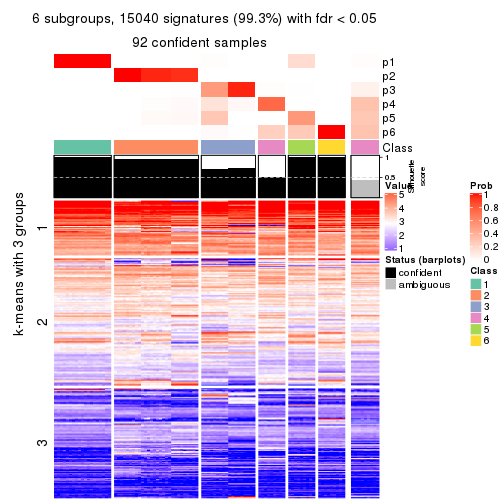 6 subgroups, 15040 signatures (99.3%) with fdr < 0.05
92 confident samples
p1
p2
p3
p4
p5
p6
Class
1
0.5
Silhouette
score
k-means with 3 groups
1
2
3
Value
5
4
3
2
1
Status (barplots)
confident
ambiguous
Prob
1
0.8
0.6
0.4
0.2
0
Class
1
2
3
4
5
6